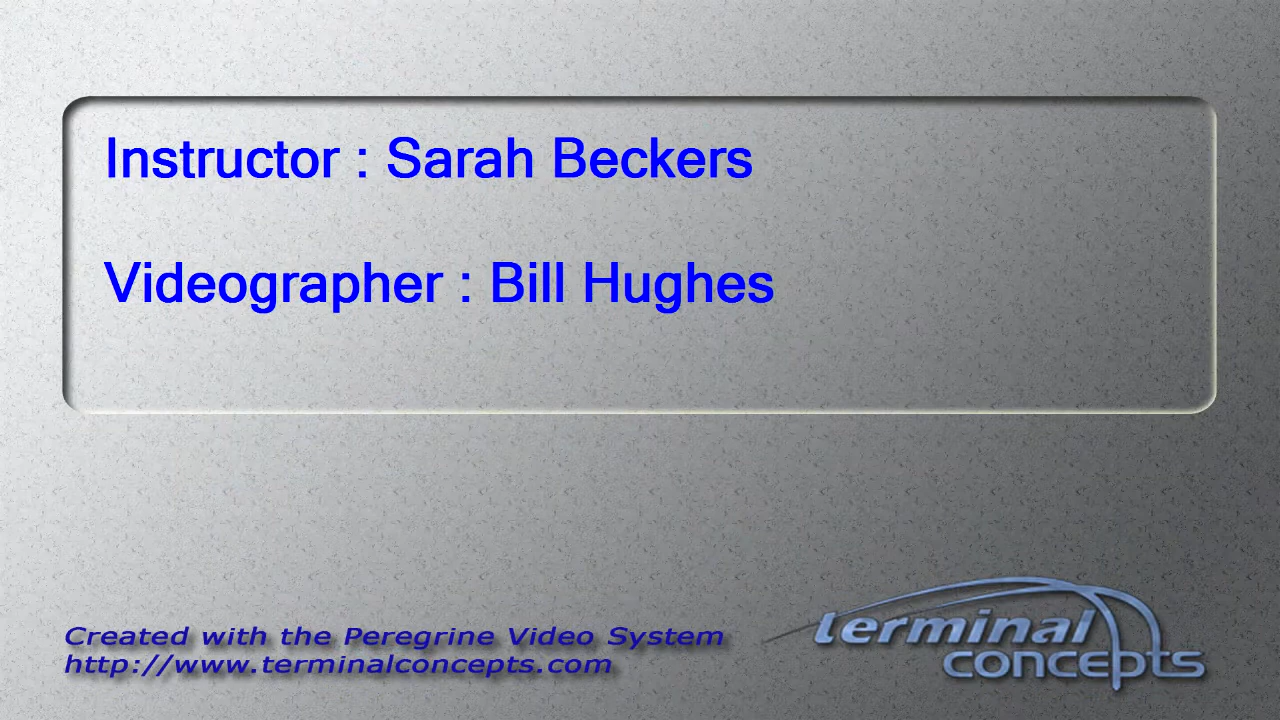 Instructor : Sarah Beckers
Videographer : Bill Hughes
Created with the Peregrine Video System
http://www.terminalconcepts.com
terminal
concepts